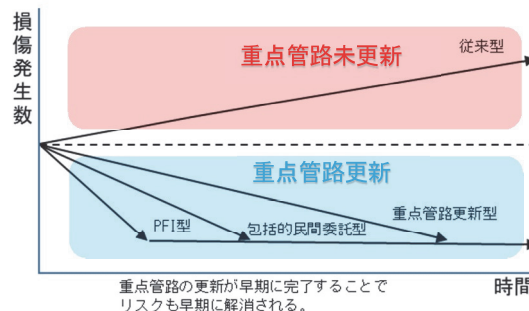 損傷発生数
重点管路未更新
従来型
重点管路更新
重点管路更新型
PFI型
包括的民間委託型
重点管路の更新が早期に完了することで
リスクも早期に解消される。
時間